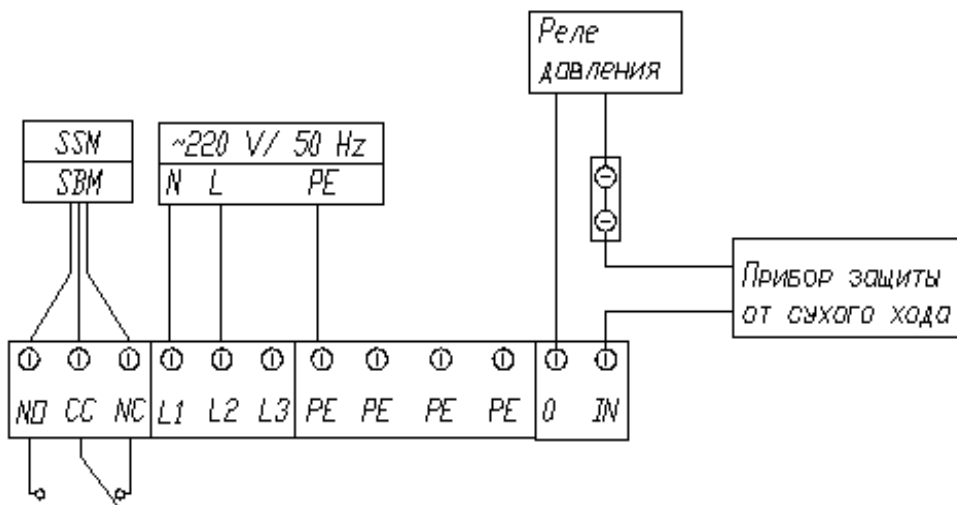 Реле
давления
SSM
SBM
~220 V/ 50 Hz
N L PE
Прибор защиты
от сухого хода
NO CC NC L1 L2 L3 PE PE PE PE 0 IN